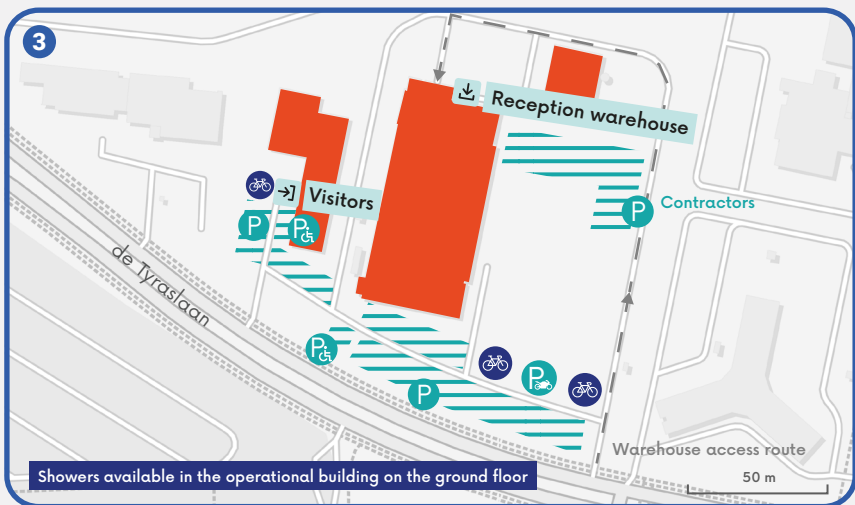 3
Reception warehouse
Visitors
P
P
P
Contractors
de Tyraslaan
P
P
P
Warehouse access route
50 m
Showers available in the operational building on the ground floor